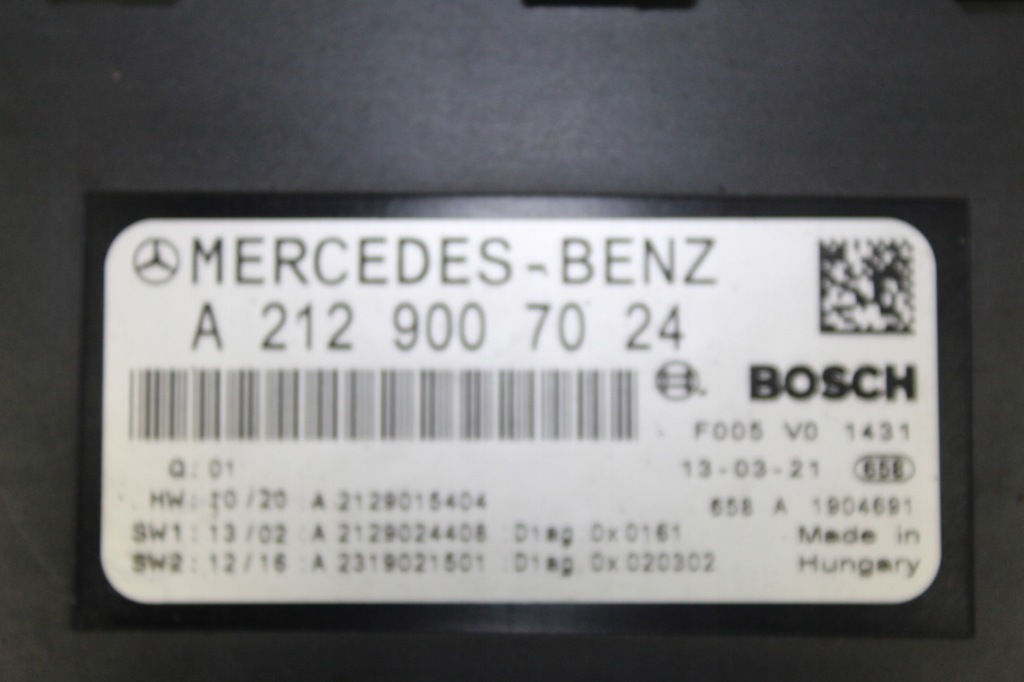 MERCEDES-BENZ
A 212 900 70 24
BOSCH
F005 V0 1431
Q: 01
13-03-21 658
HW: 10/20 A 2129015404
658 A 1904691
SW1: 13/02 A 2129024408 Diag 0x0161
Made in
SW2: 12/16 A 2319021501 Diag 0x020302
Hungary